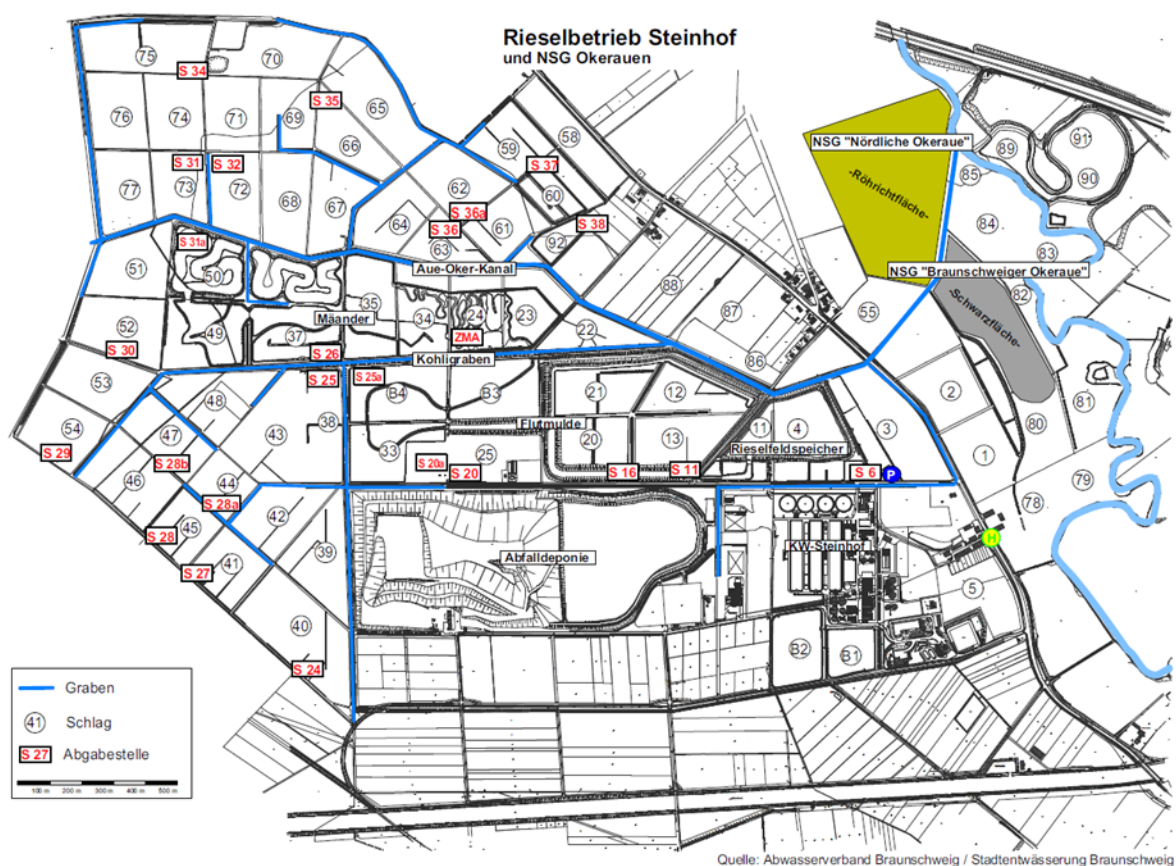 Rieselbetrieb Steinhof
und NSG Okerauen
75
70
S 34
S 35
65
76
74
71
69
58
59
66
NSG "Nördliche Okeraue"
89
91
90
85
S 31
S 32
S 37
-Röhrichtfläche-
77
73
72
68
67
62
60
64
S 36a
S 36
61
S 38
84
83
92
63
S 31a
Aue-Oker-Kanal
NSG "Braunschweiger Okeraue"
51
50
88
87
82
35
55
-Schwarzfläche-
52
49
Mäander
34
24
23
37
ZMA
22
S 30
S 26
Kohligraben
86
53
S 25
S 25a
B4
B3
21
12
2
81
48
54
38
Flutmulde
11
4
3
80
47
43
33
20
13
Rieselfeldspeicher
1
S 29
S 28b
S 20a
S 20
25
S 16
S 11
S 6
P
46
44
79
S 28a
42
78
45
S 28
39
Abfalldeponie
KW-Steinhof
H
S 27
41
5
40
B2
B1
S 24
Graben
41 Schlag
S 27 Abgabestelle
100 m 200 m 300 m 400 m 500 m
Quelle: Abwasserverband Braunschweig / Stadtentwässerung Braunschweig